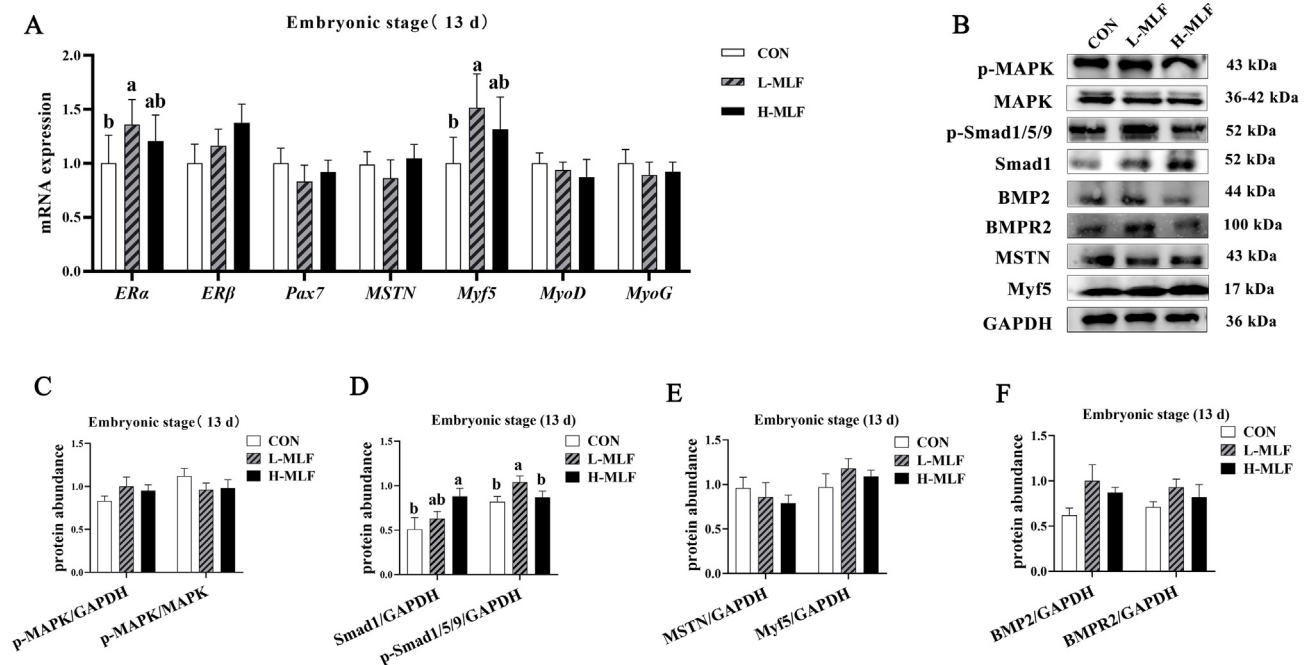 A
Embryonic stage( 13 d)
mRNA expression
2.0
1.5
1.0
0.5
0.0
b
a
ab
b
a
ab
ERα
ERβ
Pax7
MSTN
Myf5
MyoD
MyoG
CON
L-MLF
H-MLF
B
CON
L-MLF
H-MLF
p-MAPK 43 kDa
MAPK 36-42 kDa
p-Smad1/5/9 52 kDa
Smad1 52 kDa
BMP2 44 kDa
BMPR2 100 kDa
MSTN 43 kDa
Myf5 17 kDa
GAPDH 36 kDa
C
Embryonic stage( 13 d)
protein abundance
1.5
1.0
0.5
0.0
p-MAPK/GAPDH
p-MAPK/MAPK
CON
L-MLF
H-MLF
D
Embryonic stage (13 d)
protein abundance
1.5
1.0
0.5
0.0
b
ab
a
b
a
b
Smad1/GAPDH
p-Smad1/5/9/GAPDH
CON
L-MLF
H-MLF
E
Embryonic stage (13 d)
protein abundance
1.5
1.0
0.5
0.0
MSTN/GAPDH
Myf5/GAPDH
CON
L-MLF
H-MLF
F
Embryonic stage (13 d)
protein abundance
1.5
1.0
0.5
0.0
BMP2/GAPDH
BMPR2/GAPDH
CON
L-MLF
H-MLF